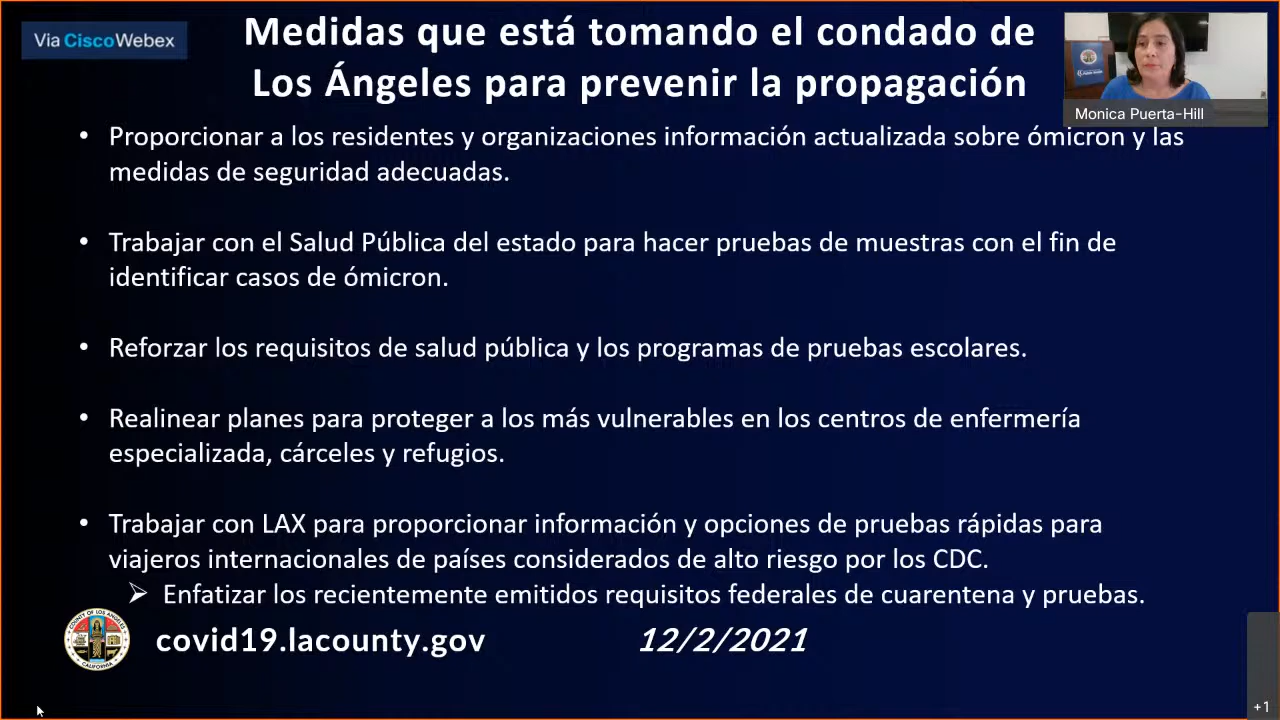 Via CiscoWebex
Medidas que está tomando el condado de
Los Ángeles para prevenir la propagación
Monica Puerta-Hill
• Proporcionar a los residentes y organizaciones información actualizada sobre ómicron y las
medidas de seguridad adecuadas.
• Trabajar con el Salud Pública del estado para hacer pruebas de muestras con el fin de
identificar casos de ómicron.
• Reforzar los requisitos de salud pública y los programas de pruebas escolares.
• Realinear planes para proteger a los más vulnerables en los centros de enfermería
especializada, cárceles y refugios.
• Trabajar con LAX para proporcionar información y opciones de pruebas rápidas para
viajeros internacionales de países considerados de alto riesgo por los CDC.
➢ Enfatizar los recientemente emitidos requisitos federales de cuarentena y pruebas.
COUNTY OF LOS ANGELES
CALIFORNIA
covid19.lacounty.gov
12/2/2021
+1